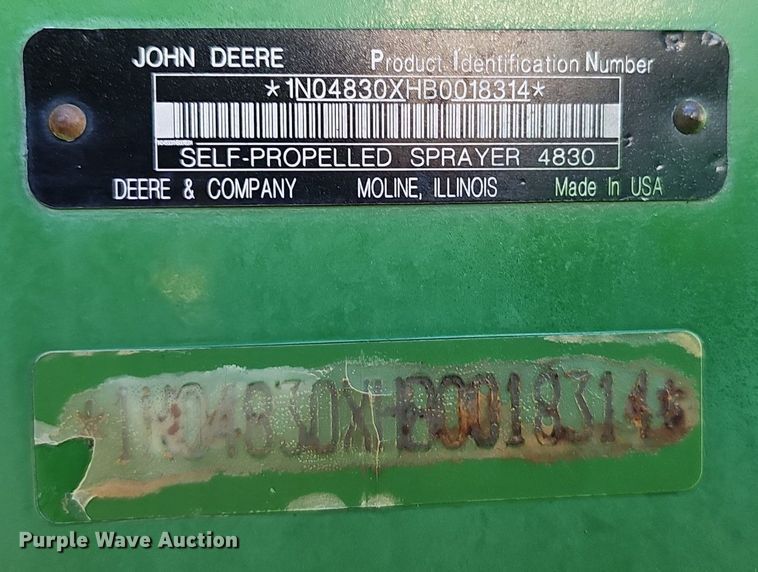 JOHN DEERE Product Identification Number
*1N04830XHB0018314*
SELF-PROPELLED SPRAYER 4830
DEERE & COMPANY MOLINE, ILLINOIS Made In USA
*1N04830XHB0018314*
Purple Wave Auction